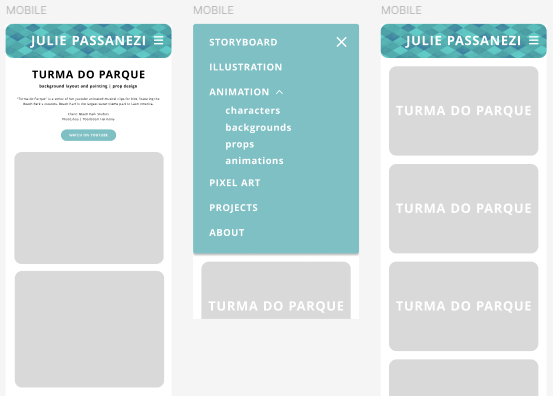 MOBILE
JULIE PASSANEZI
TURMA DO PARQUE
background layout and painting | prop design
WATCH ON YOUTUBE
MOBILE
STORYBOARD
ILLUSTRATION
ANIMATION
characters
backgrounds
props
animations
PIXEL ART
PROJECTS
ABOUT
TURMA DO PARQUE
MOBILE
JULIE PASSANEZI
TURMA DO PARQUE
TURMA DO PARQUE
TURMA DO PARQUE